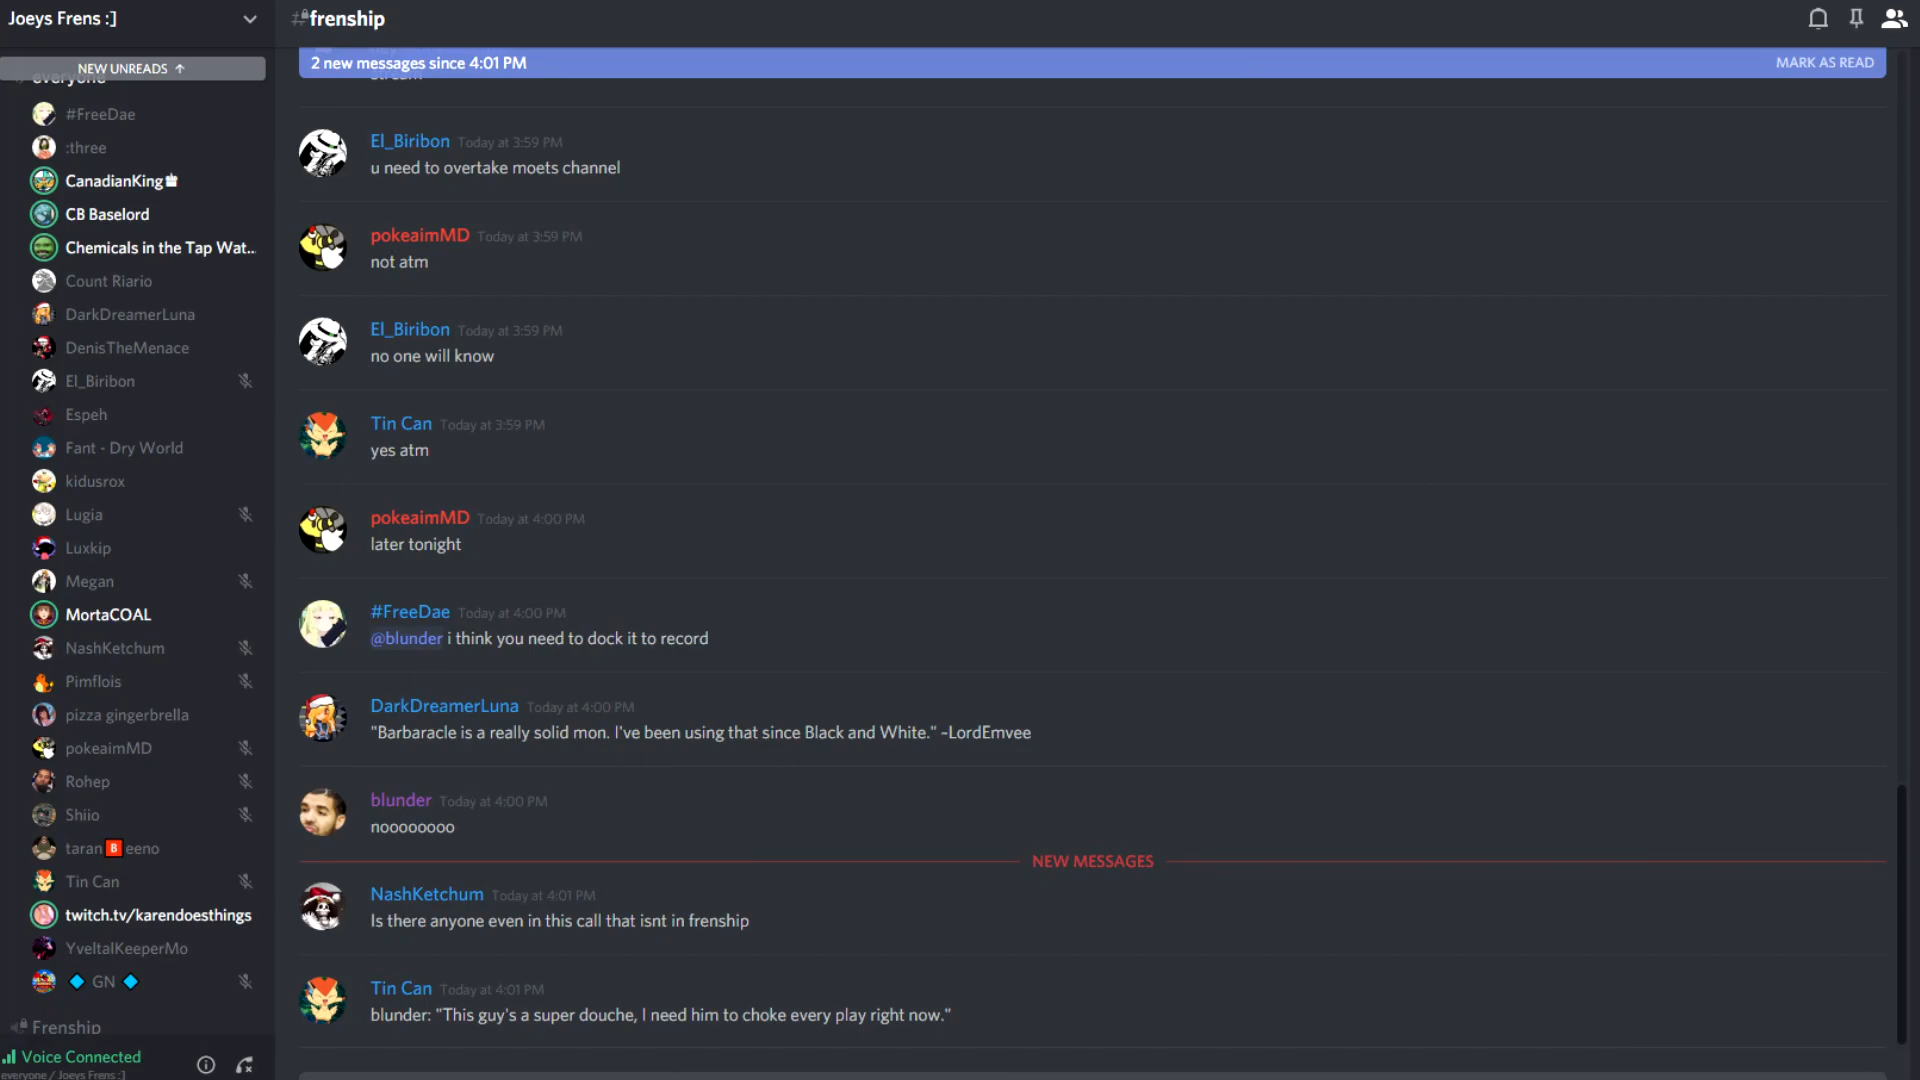 Joeys Frens :]
NEW UNREADS ↑
everyone
#FreeDae
:three
CanadianKing
CB Baselord
Chemicals in the Tap Wat...
Count Riario
DarkDreamerLuna
DenisTheMenace
El_Biribon
Espeh
Fant - Dry World
kidusrox
Lugia
Luxkip
Megan
MortaCOAL
NashKetchum
Pimflois
pizza gingerbrella
pokeaimMD
Rohep
Shiio
taran B eeno
Tin Can
twitch.tv/karendoesthings
YveltalKeeperMo
GN
Frenship
Voice Connected
everyone / Joeys Frens :]
#frenship
2 new messages since 4:01 PM
MARK AS READ
stream
El_Biribon Today at 3:59 PM
u need to overtake moets channel
pokeaimMD Today at 3:59 PM
not atm
El_Biribon Today at 3:59 PM
no one will know
Tin Can Today at 3:59 PM
yes atm
pokeaimMD Today at 4:00 PM
later tonight
#FreeDae Today at 4:00 PM
@blunder i think you need to dock it to record
DarkDreamerLuna Today at 4:00 PM
"Barbaracle is a really solid mon. I've been using that since Black and White." ~LordEmvee
blunder Today at 4:00 PM
noooooooo
NEW MESSAGES
NashKetchum Today at 4:01 PM
Is there anyone even in this call that isnt in frenship
Tin Can Today at 4:01 PM
blunder: "This guy's a super douche, I need him to choke every play right now."